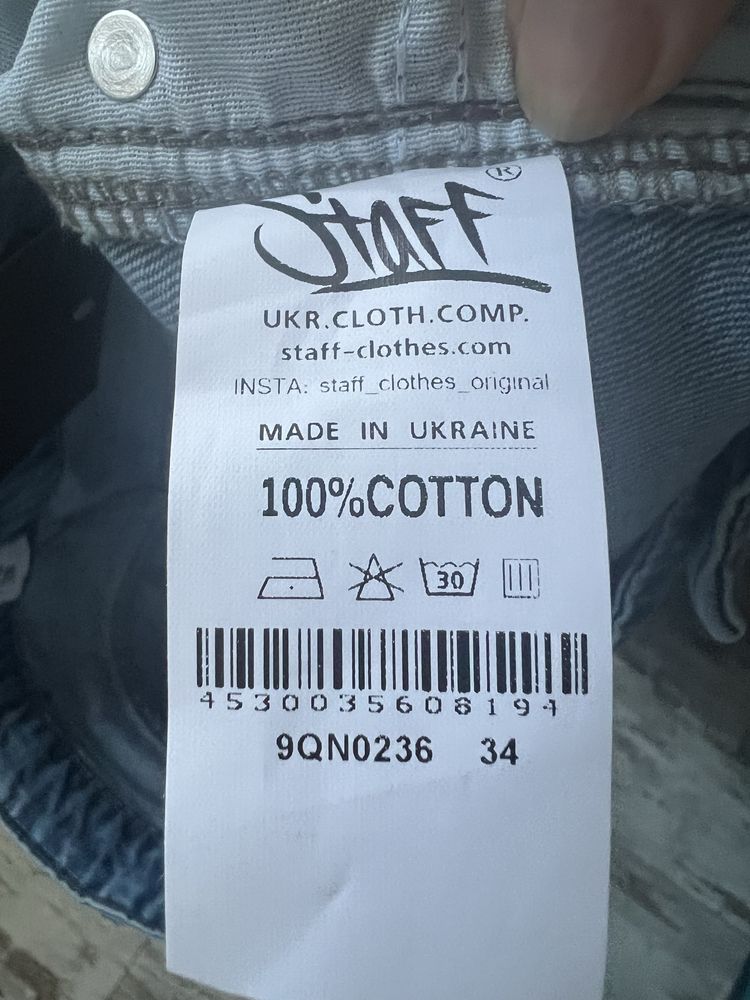 Staff®
UKR.CLOTH.COMP.
staff-clothes.com
INSTA: staff_clothes_original
MADE IN UKRAINE
100%COTTON
30
4530035608194
9QN0236 34